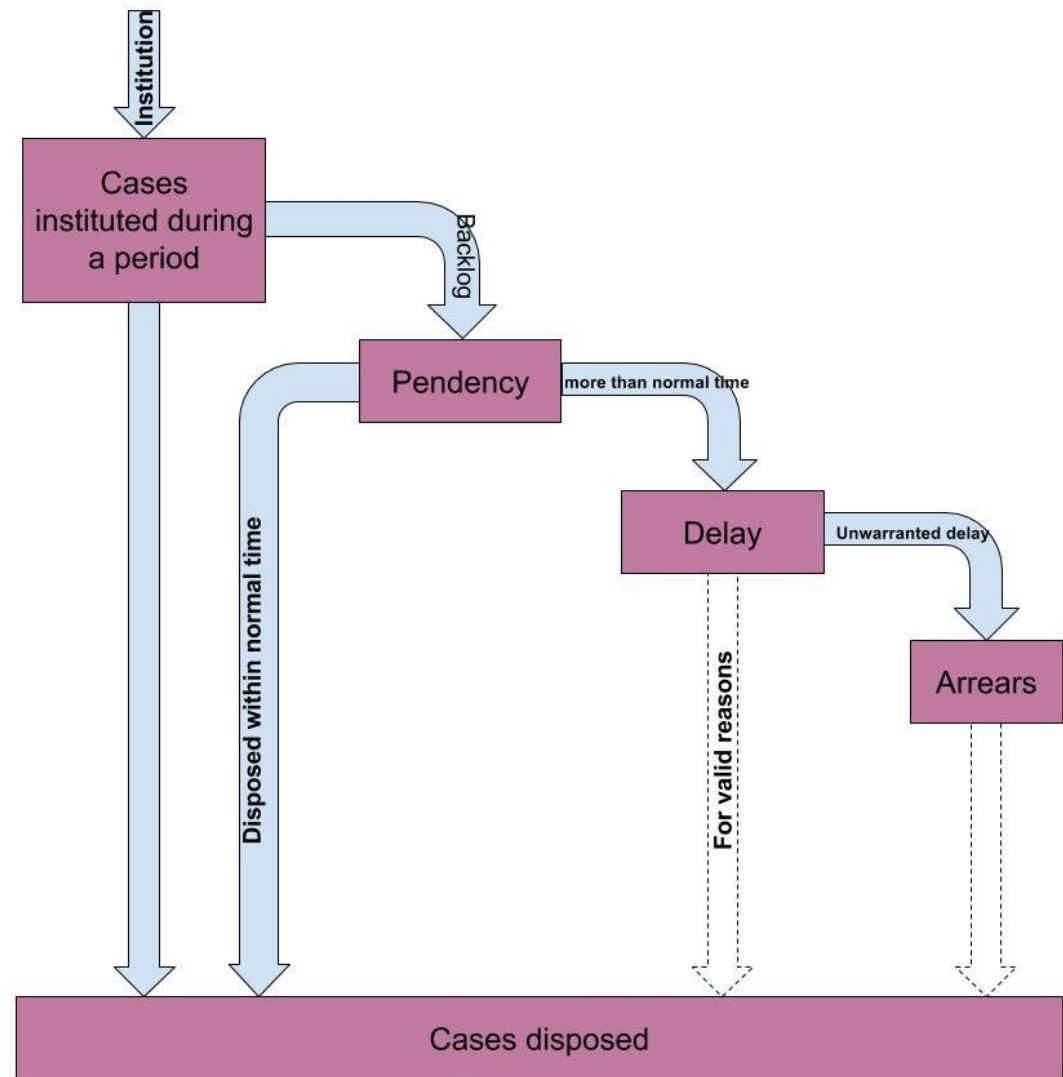 Institution
Cases
instituted during
a period
Backlog
Pendency
more than normal time
Delay
Unwarranted delay
Arrears
Disposed within normal time
For valid reasons
Cases disposed